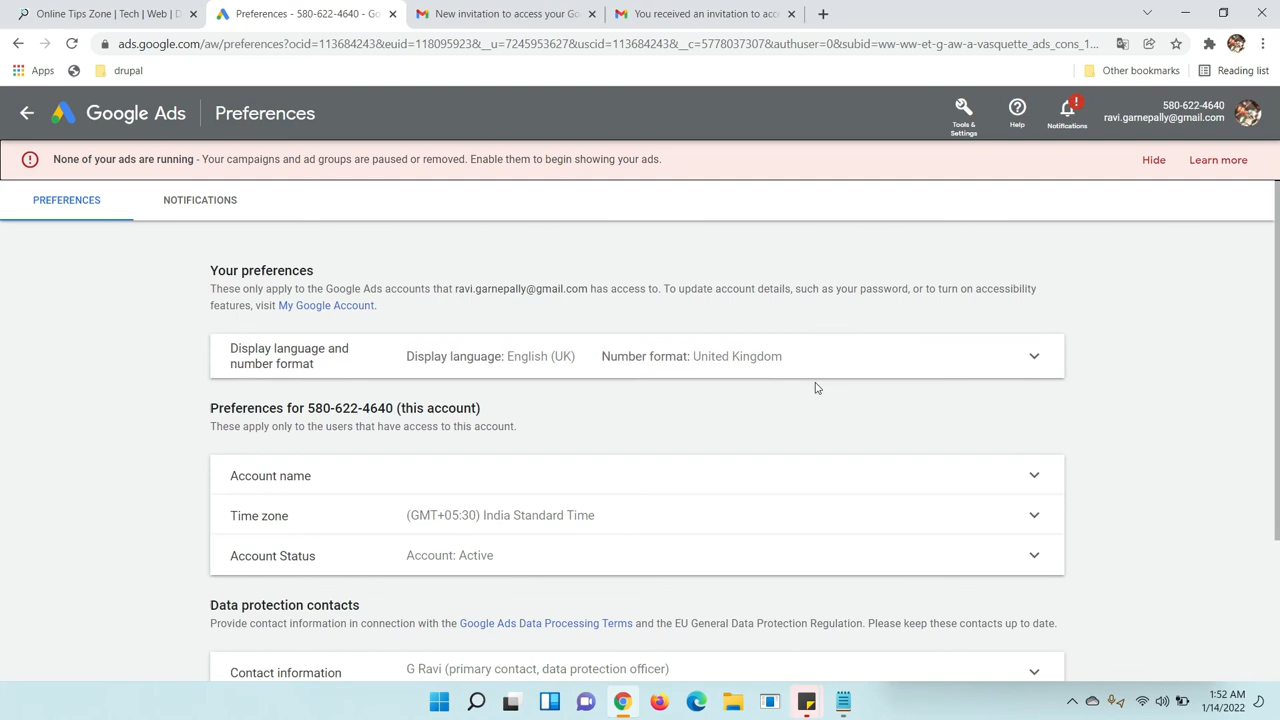 Online Tips Zone | Tech | Web | D
Preferences - 580-622-4640 - Go
New invitation to access your Go
You received an invitation to acc
ads.google.com/aw/preferences?ocid=113684243&euid=118095923&__u=7245953627&uscid=113684243&__c=5778037307&authuser=0&subid=ww-ww-et-g-aw-a-vasquette_ads_cons_1...
Apps
drupal
Other bookmarks
Reading list
Google Ads
Preferences
Tools & Settings
Help
Notifications
580-622-4640
ravi.garnepally@gmail.com
None of your ads are running - Your campaigns and ad groups are paused or removed. Enable them to begin showing your ads.
Hide
Learn more
PREFERENCES
NOTIFICATIONS
Your preferences
These only apply to the Google Ads accounts that ravi.garnepally@gmail.com has access to. To update account details, such as your password, or to turn on accessibility
features, visit My Google Account.
Display language and
number format
Display language: English (UK)
Number format: United Kingdom
Preferences for 580-622-4640 (this account)
These apply only to the users that have access to this account.
Account name
Time zone
(GMT+05:30) India Standard Time
Account Status
Account: Active
Data protection contacts
Provide contact information in connection with the Google Ads Data Processing Terms and the EU General Data Protection Regulation. Please keep these contacts up to date.
Contact information
G Ravi (primary contact, data protection officer)
1:52 AM
1/14/2022